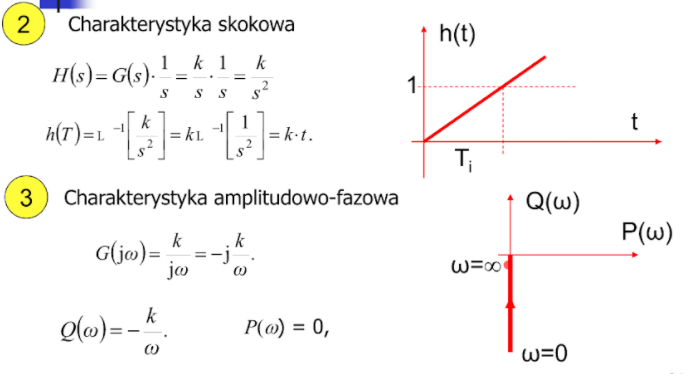 2 Charakterystyka skokowa
H(s) = G(s)·1/s = k/s · 1/s = k/s²
h(T) = L⁻¹[k/s²] = kL⁻¹[1/s²] = k·t.
h(t)
1
t
Tᵢ
3 Charakterystyka amplitudowo-fazowa
G(jω) = k/jω = −j k/ω.
Q(ω) = −k/ω. P(ω) = 0,
Q(ω)
P(ω)
ω=∞
ω=0